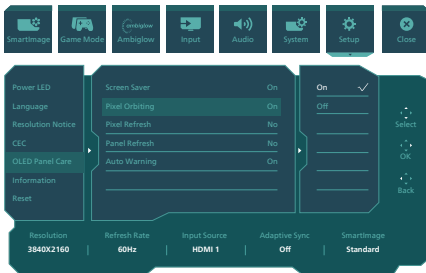 SmartImage Game Mode Ambiglow Input Audio System Setup Close
ambiglow
Power LED
Language
Resolution Notice
CEC
OLED Panel Care
Information
Reset
Screen Saver On
Pixel Orbiting On
Pixel Refresh No
Panel Refresh No
Auto Warning On
On
Off
Select
OK
Back
Resolution Refresh Rate Input Source Adaptive Sync SmartImage
3840X2160 60Hz HDMI 1 Off Standard